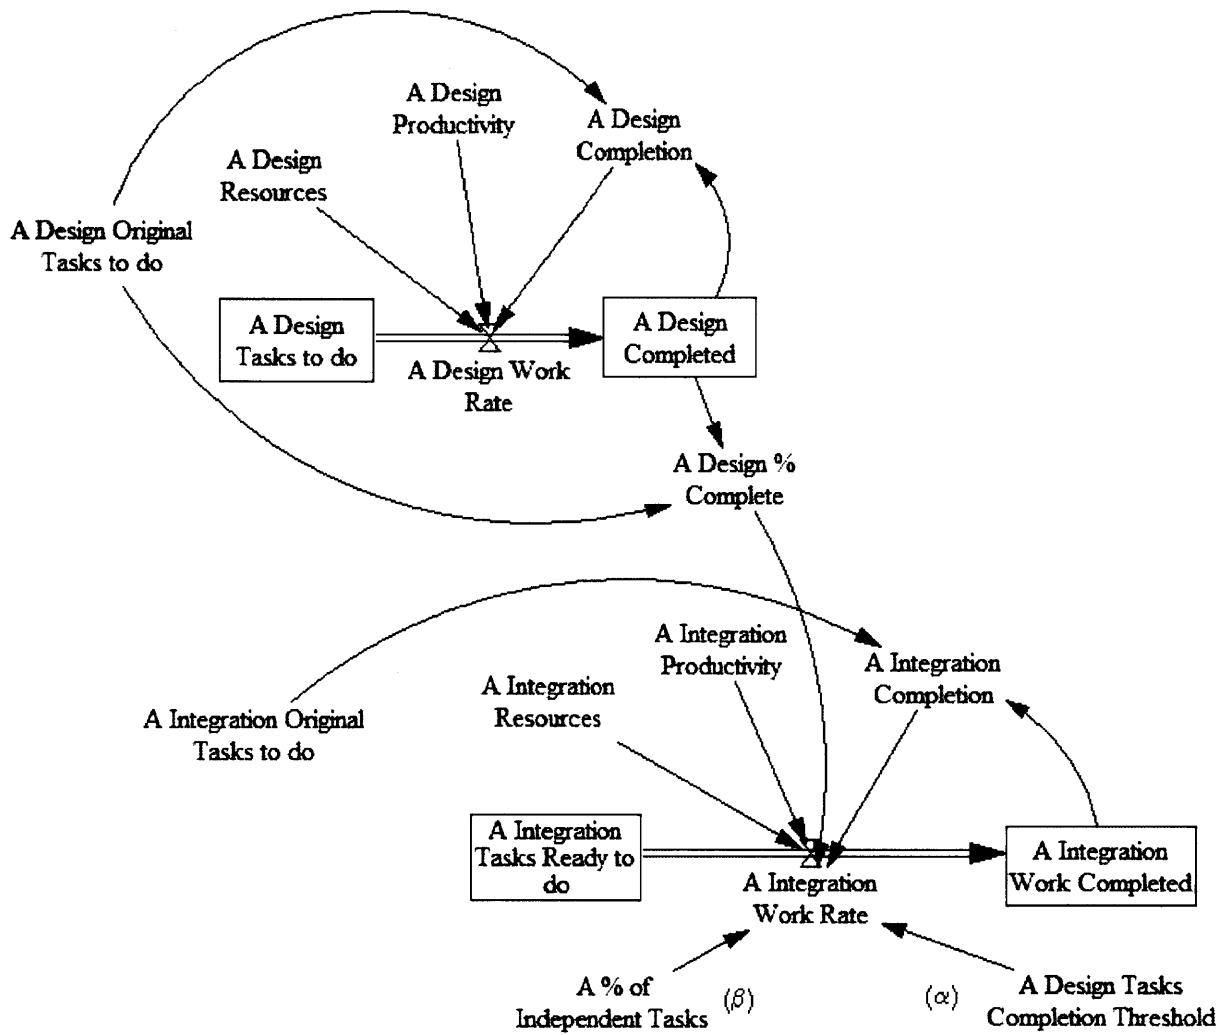 A Design
Productivity
A Design
Completion
A Design
Resources
A Design Original
Tasks to do
A Design
Tasks to do
A Design Work
Rate
A Design
Completed
A Design %
Complete
A Integration
Productivity
A Integration
Completion
A Integration
Resources
A Integration Original
Tasks to do
A Integration
Tasks Ready to
do
A Integration
Work Rate
A Integration
Work Completed
A % of
Independent Tasks
(β)
(α)
A Design Tasks
Completion Threshold